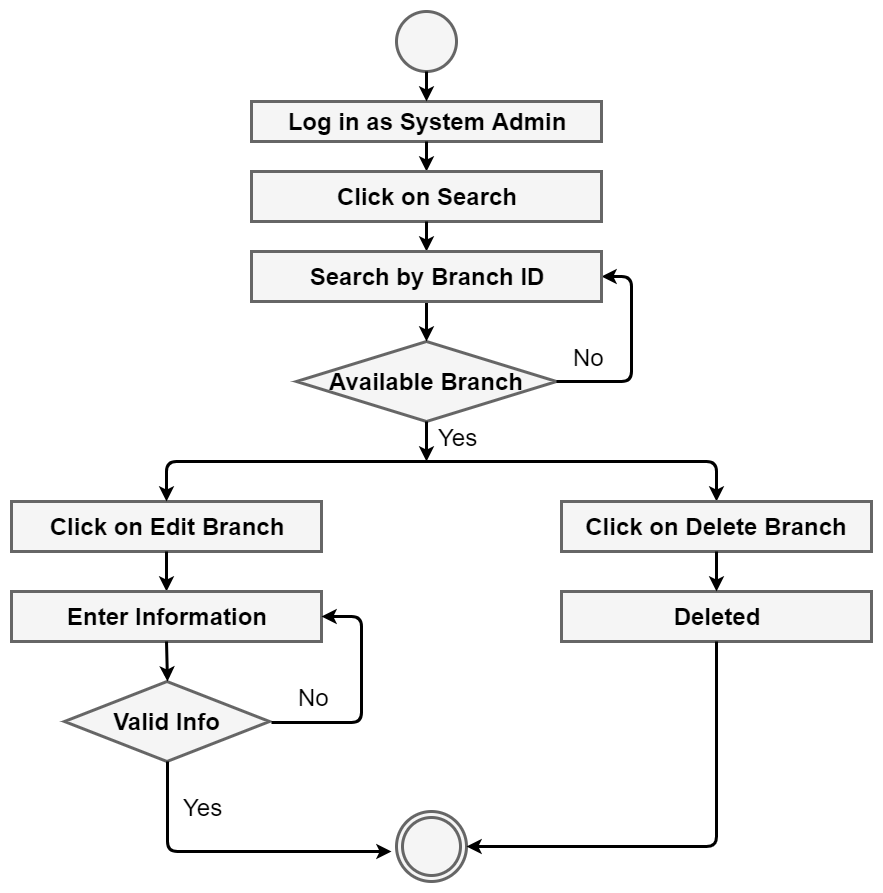 Log in as System Admin
Click on Search
Search by Branch ID
No
Available Branch
Yes
Click on Edit Branch
Click on Delete Branch
Enter Information
Deleted
No
Valid Info
Yes